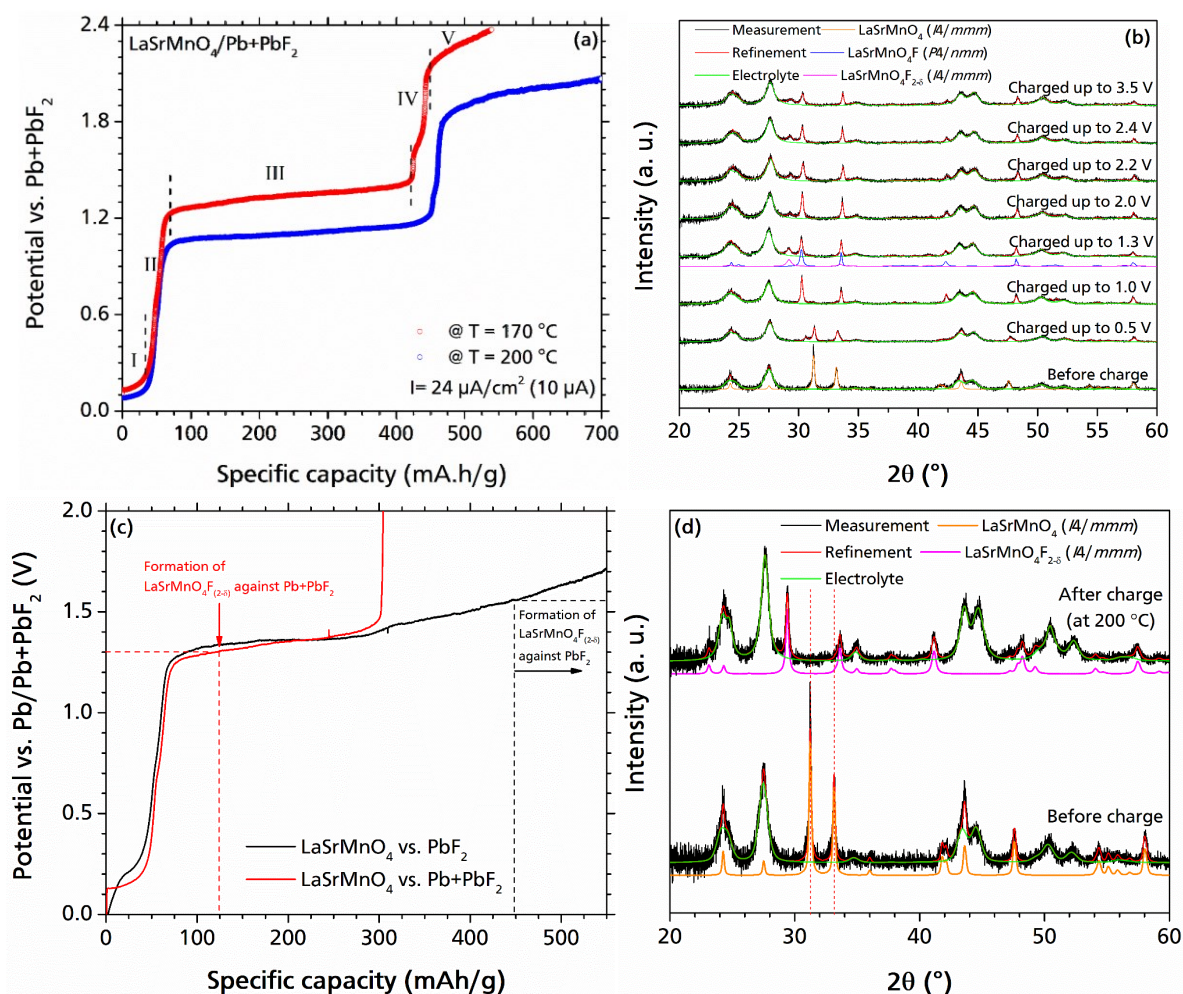 LaSrMnO4/Pb+PbF2
(a)
Potential vs. Pb+PbF2
2.4
1.8
1.2
0.6
0.0
I
II
III
IV
V
@ T = 170 °C
@ T = 200 °C
I= 24 µA/cm² (10 µA)
0 100 200 300 400 500 600 700
Specific capacity (mA.h/g)
(b)
Intensity (a. u.)
Measurement LaSrMnO4 (I4/mmm)
Refinement LaSrMnO4F (P4/nmm)
Electrolyte LaSrMnO4F2-δ (I4/mmm)
Charged up to 3.5 V
Charged up to 2.4 V
Charged up to 2.2 V
Charged up to 2.0 V
Charged up to 1.3 V
Charged up to 1.0 V
Charged up to 0.5 V
Before charge
20 25 30 35 40 45 50 55 60
2θ (°)
(c)
Potential vs. Pb/Pb+PbF2 (V)
2.0
1.5
1.0
0.5
0.0
Formation of
LaSrMnO4F(2-δ) against Pb+PbF2
Formation of
LaSrMnO4F(2-δ)
against PbF2
LaSrMnO4 vs. PbF2
LaSrMnO4 vs. Pb+PbF2
0 50 100 150 200 250 300 350 400 450 500
Specific capacity (mAh/g)
(d)
Intensity (a. u.)
Measurement LaSrMnO4 (I4/mmm)
Refinement LaSrMnO4F2-δ (I4/mmm)
Electrolyte
After charge
(at 200 °C)
Before charge
20 30 40 50 60
2θ (°)